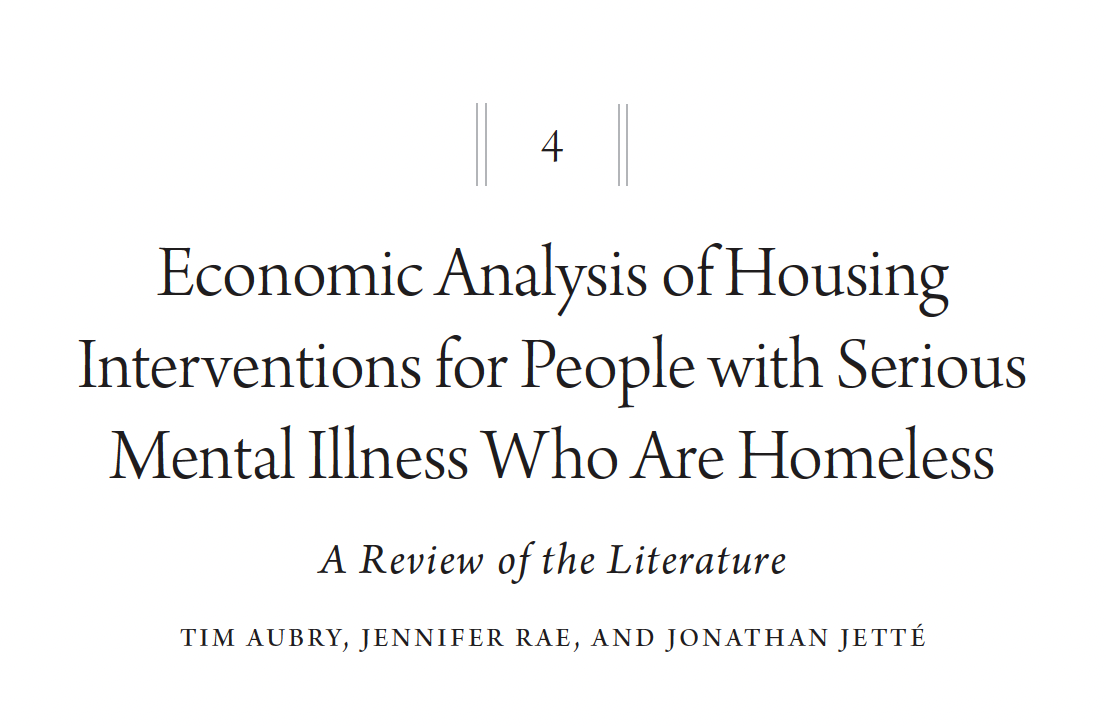 4
Economic Analysis of Housing
Interventions for People with Serious
Mental Illness Who Are Homeless
A Review of the Literature
TIM AUBRY, JENNIFER RAE, AND JONATHAN JETTÉ